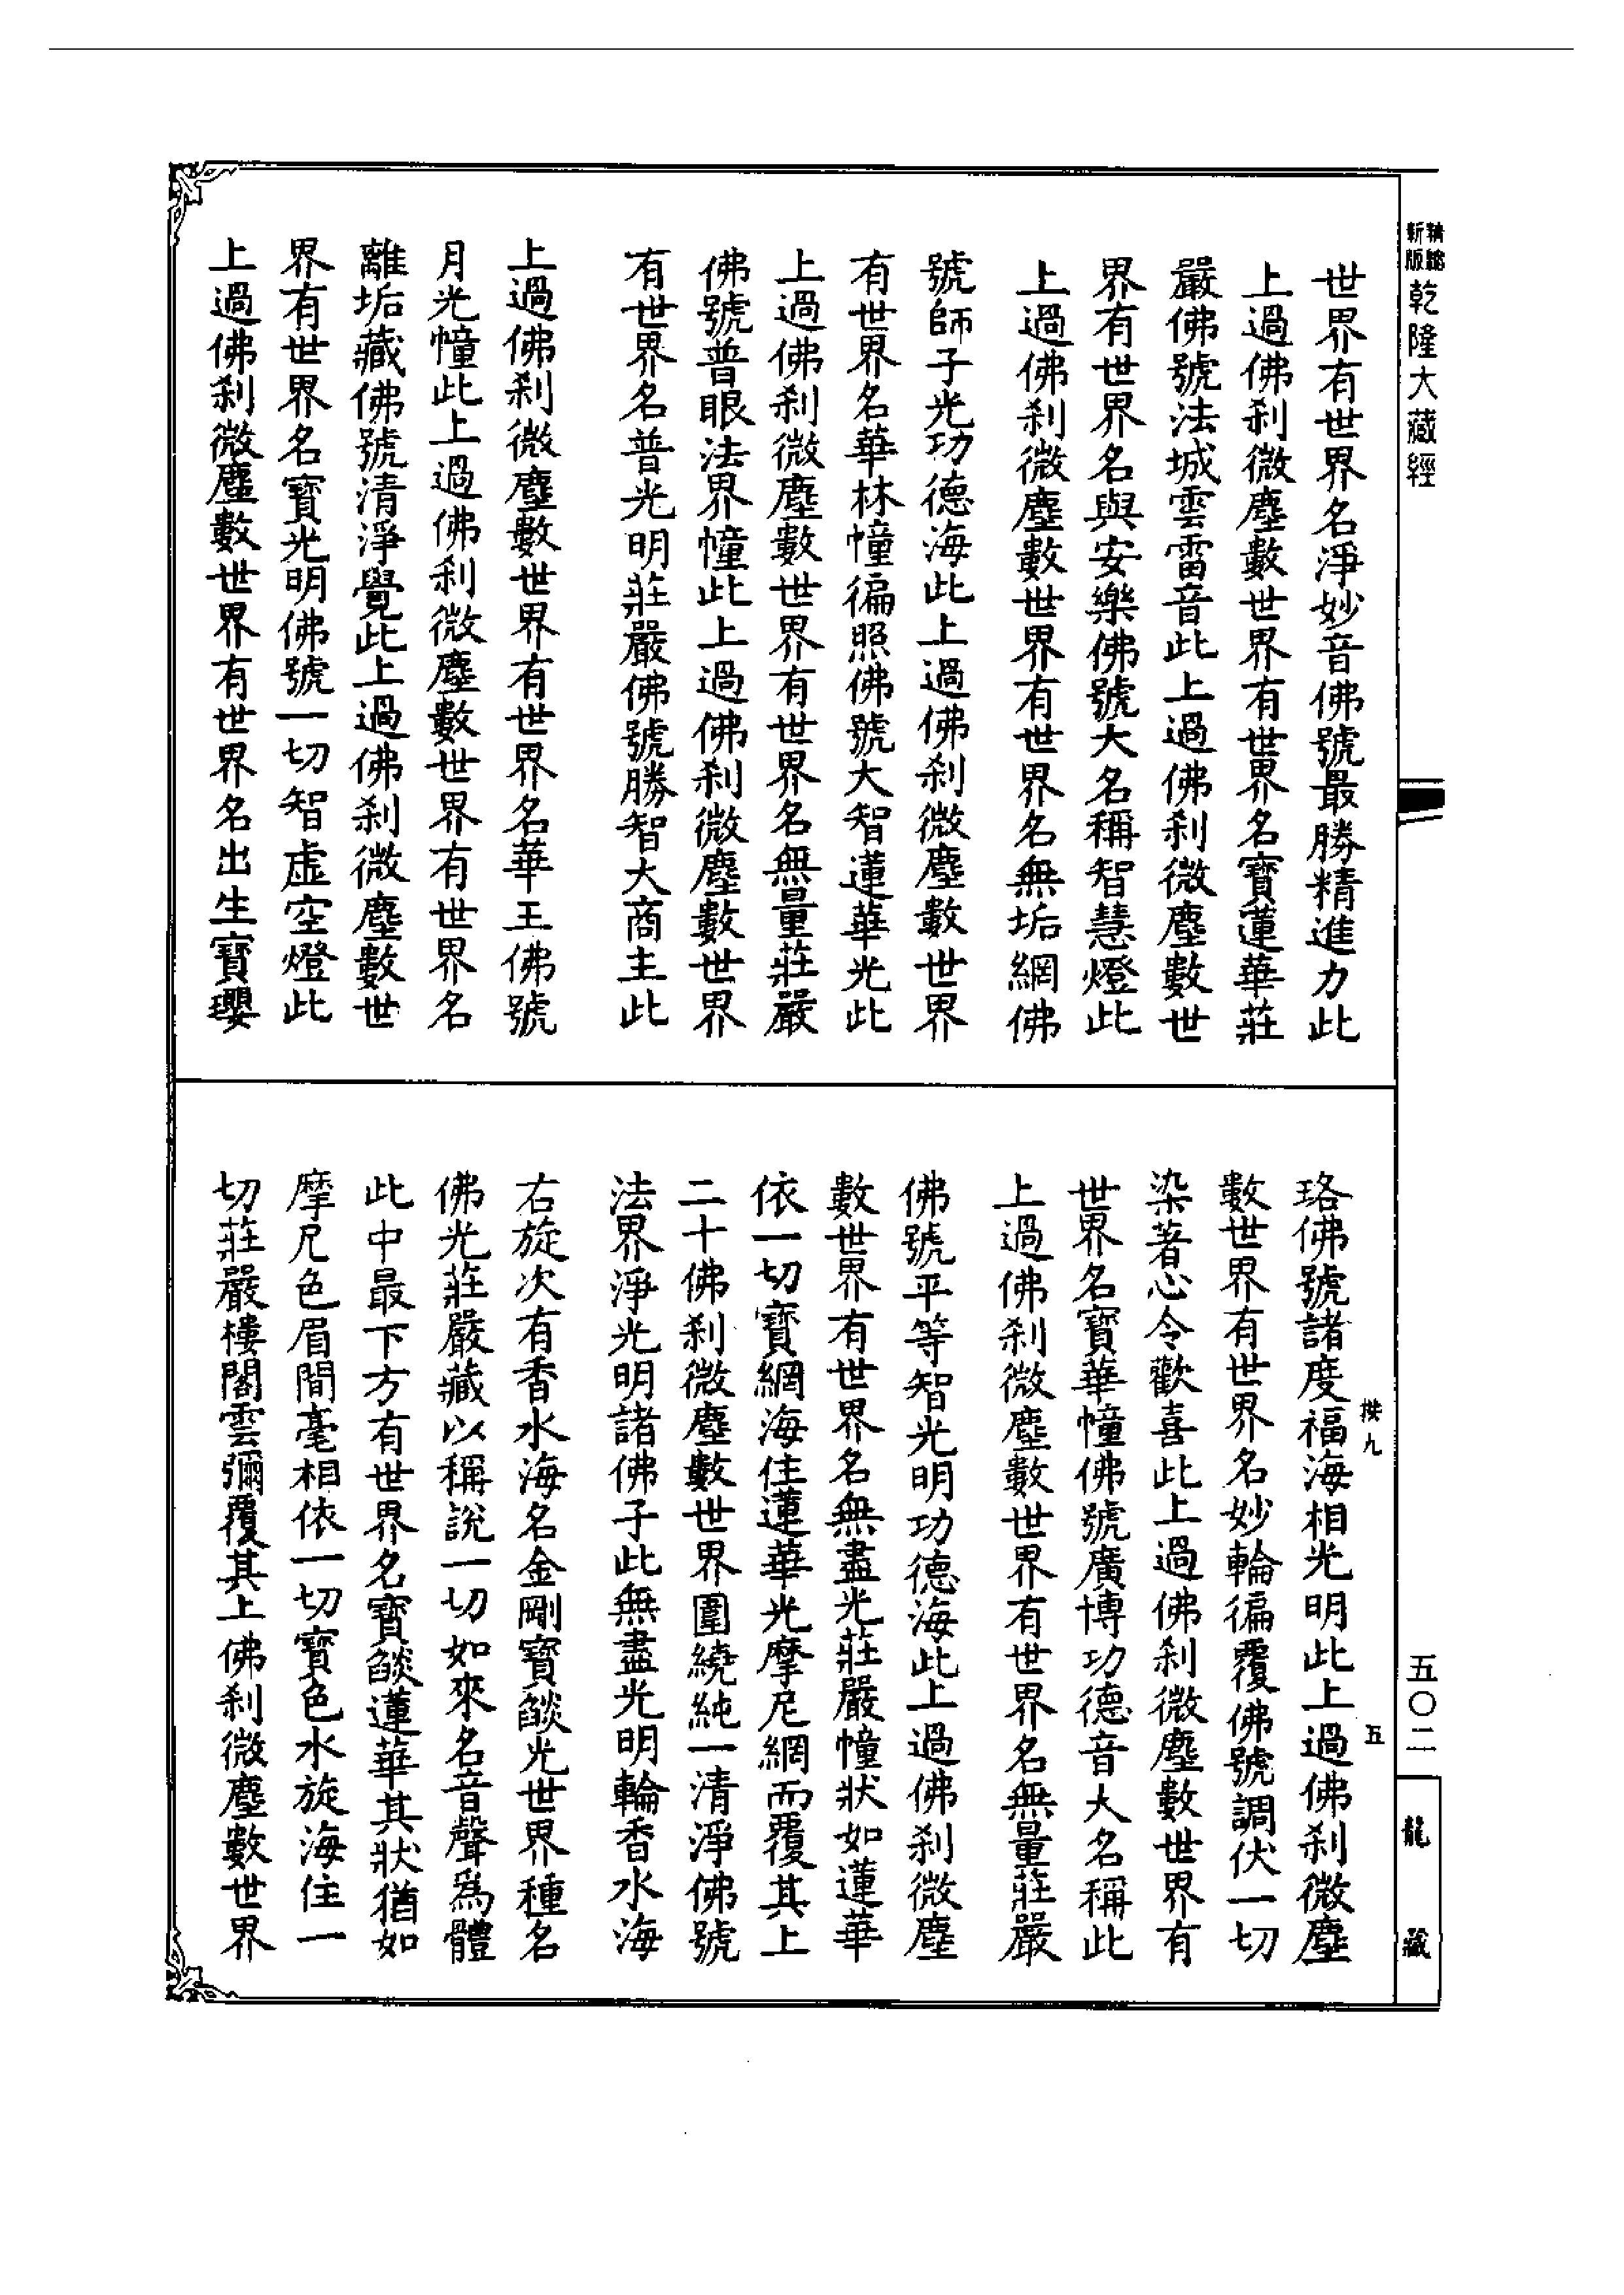 新版精縮乾隆大藏經
世界有世界名淨妙音佛號最勝精進力此
上過佛刹微塵數世界有世界名寶蓮華莊
嚴佛號法城雲雷音此上過佛刹微塵數世
界有世界名與安樂佛號大名稱智慧燈此
上過佛刹微塵數世界有世界名無垢網佛
號師子光功德海此上過佛刹微塵數世界
有世界名華林幢徧照佛號大智蓮華光此
上過佛刹微塵數世界有世界名無量莊嚴
佛號普眼法界幢此上過佛刹微塵數世界
有世界名普光明莊嚴佛號勝智大商主此
上過佛刹微塵數世界有世界名華王佛號
月光幢此上過佛刹微塵數世界有世界名
離垢藏佛號清淨覺此上過佛刹微塵數世
界有世界名寶光明佛號一切智虛空燈此
上過佛刹微塵數世界有世界名出生寶瓔
五〇二
龍藏
五
珞佛號諸度福海相光明此上過佛刹微塵
數世界有世界名妙輪徧覆佛號調伏一切
染著心令歡喜此上過佛刹微塵數世界有
世界名寶華幢佛號廣博功德音大名稱此
上過佛刹微塵數世界有世界名無量莊嚴
佛號平等智光明功德海此上過佛刹微塵
數世界有世界名無盡光莊嚴幢狀如蓮華
依一切寶網海住蓮華光摩尼網而覆其上
二十佛刹微塵數世界圍繞純一清淨佛號
法界淨光明諸佛子此無盡光明輪香水海
右旋次有香水海名金剛寶燄光世界種名
佛光莊嚴藏以稱說一切如來名音聲爲體
此中最下方有世界名寶燄蓮華其狀猶如
摩尼色眉間毫相依一切寶色水旋海住一
切莊嚴樓閣雲彌覆其上佛刹微塵數世界